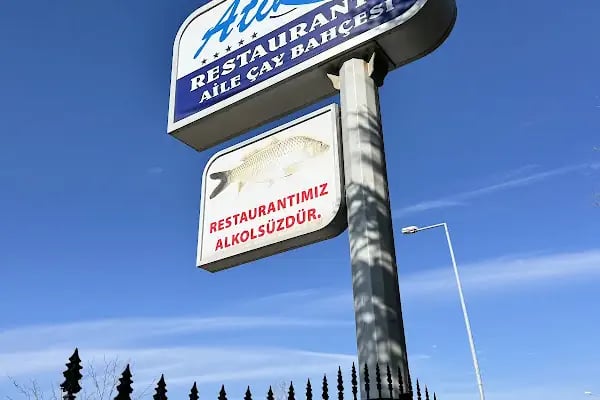 RESTAURANT
AİLE ÇAY BAHÇESİ
RESTAURANTIMIZ
ALKOLSÜZDÜR.